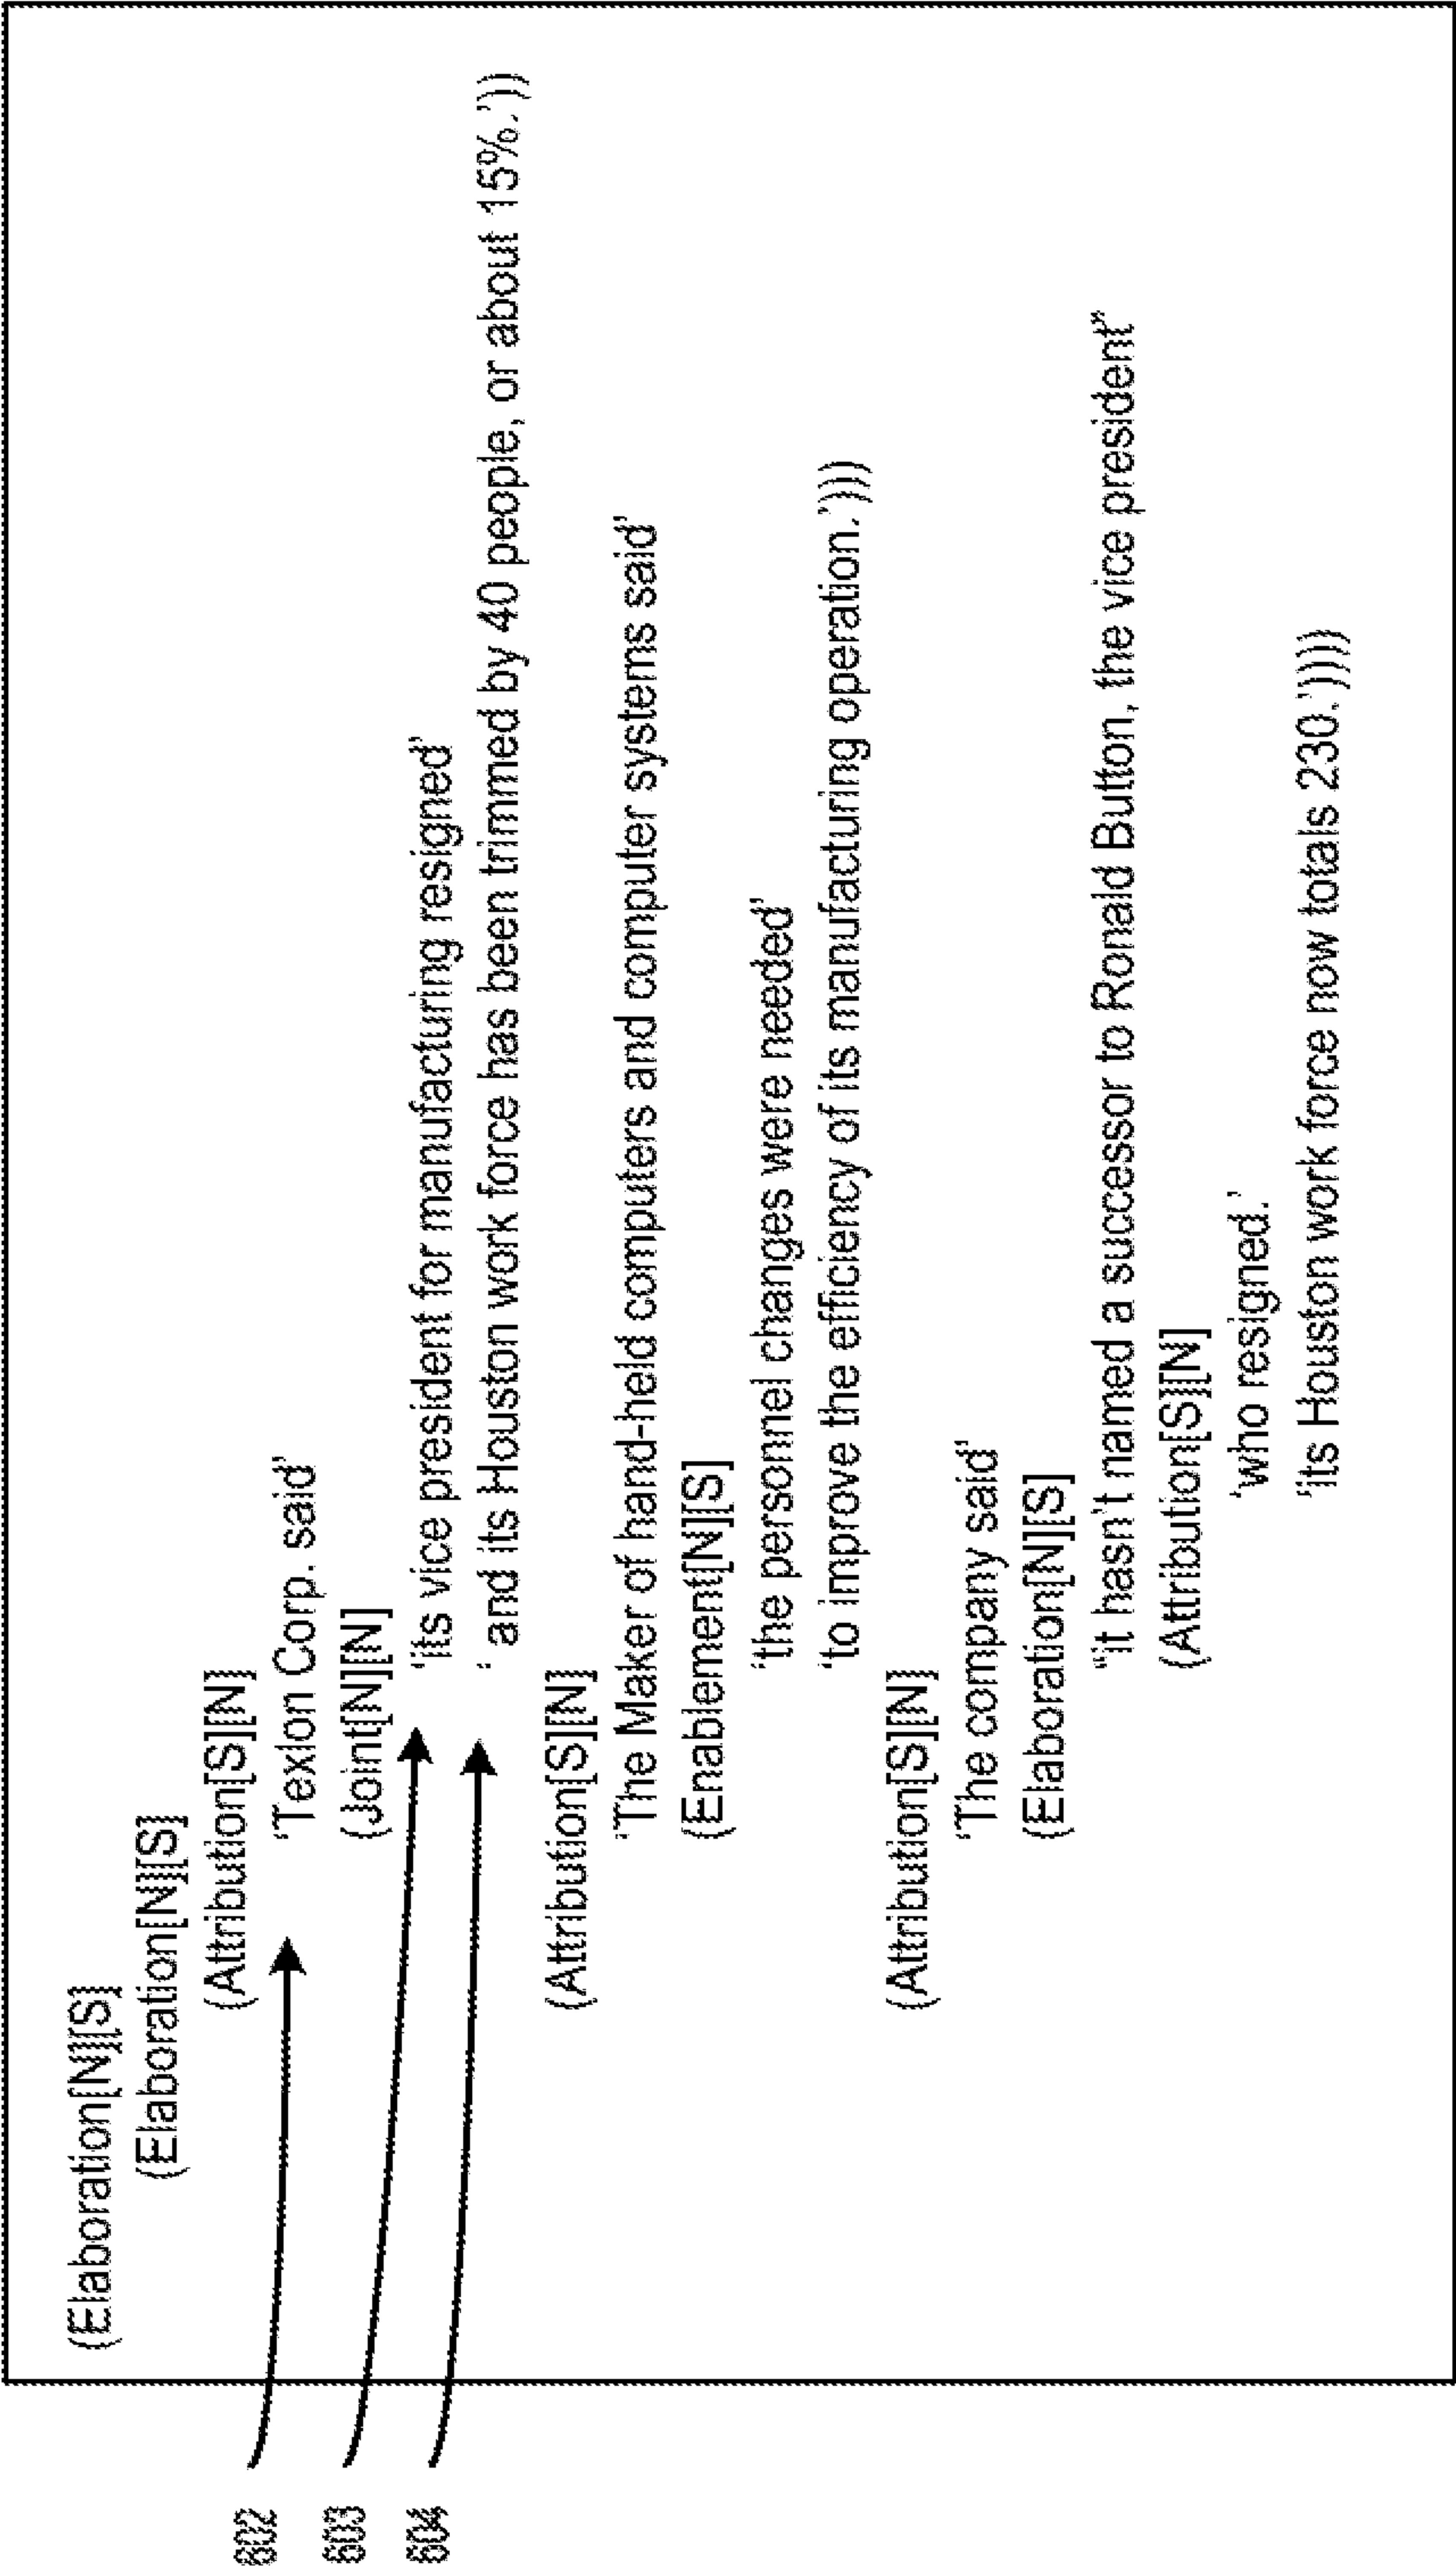 (Elaboration[N][S]
(Elaboration[N][S]
(Attribution[S][N]
602
'Texlon Corp. said'
(Joint[N][N]
603
'its vice president for manufacturing resigned'
604
' and its Houston work force has been trimmed by 40 people, or about 15%.'))
(Attribution[S][N]
'The Maker of hand-held computers and computer systems said'
(Enablement[N][S]
'the personnel changes were needed'
'to improve the efficiency of its manufacturing operation.')))
(Attribution[S][N]
'The company said'
(Elaboration[N][S]
"it hasn't named a successor to Ronald Button, the vice president"
(Attribution[S][N]
'who resigned.'
'its Houston work force now totals 230.'))))